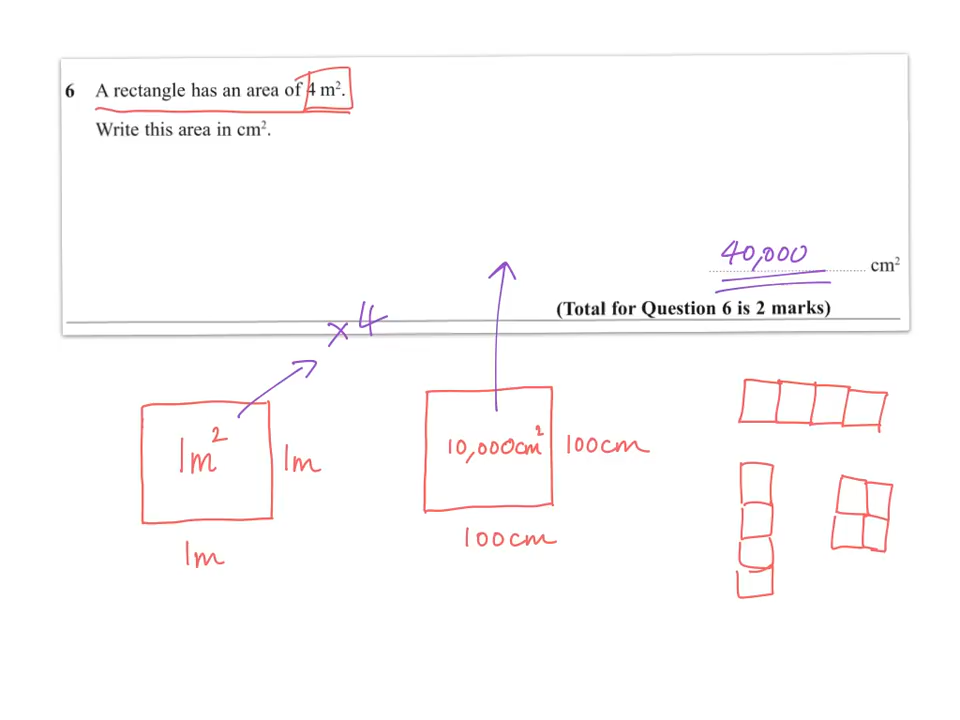 6 A rectangle has an area of 4 m².
Write this area in cm².
40,000 cm²
(Total for Question 6 is 2 marks)
×4
1m²
1m
1m
10,000cm²
100cm
100cm